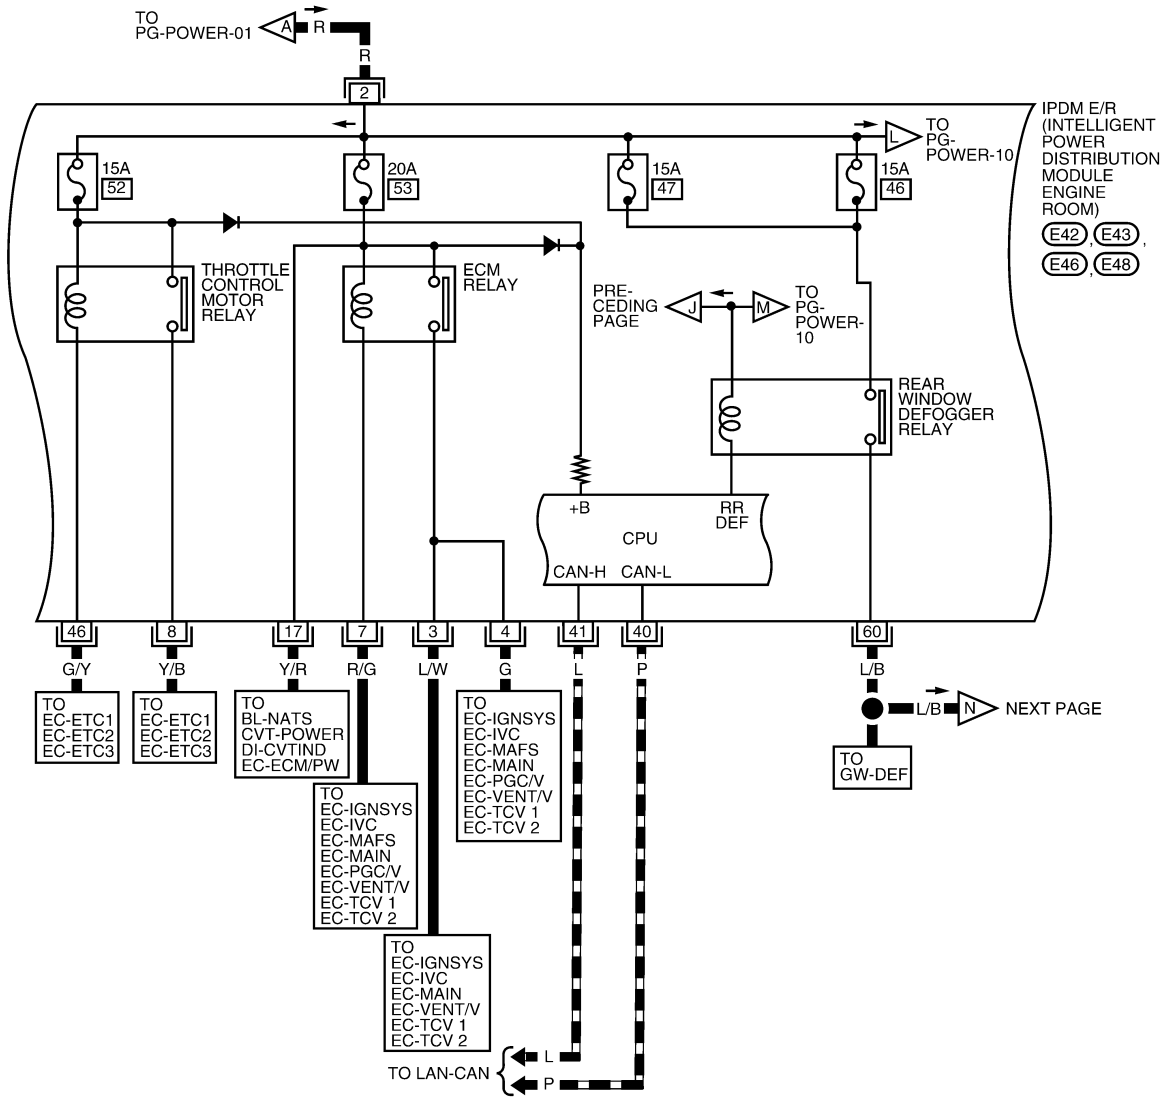 TO
PG-POWER-01
A
R
R
2
IPDM E/R
(INTELLIGENT
POWER
DISTRIBUTION
MODULE
ENGINE
ROOM)
E42 , E43 ,
E46 , E48
L
TO
PG-
POWER-10
15A
52
20A
53
15A
47
15A
46
THROTTLE
CONTROL
MOTOR
RELAY
ECM
RELAY
PRE-
CEDING
PAGE
J
M
TO
PG-
POWER-
10
REAR
WINDOW
DEFOGGER
RELAY
+B
RR
DEF
CPU
CAN-H
CAN-L
46
8
17
7
3
4
41
40
60
G/Y
Y/B
Y/R
R/G
L/W
G
L
P
L/B
TO
EC-ETC1
EC-ETC2
EC-ETC3
TO
EC-ETC1
EC-ETC2
EC-ETC3
TO
BL-NATS
CVT-POWER
DI-CVTIND
EC-ECM/PW
TO
EC-IGNSYS
EC-IVC
EC-MAFS
EC-MAIN
EC-PGC/V
EC-VENT/V
EC-TCV 1
EC-TCV 2
L/B
N
NEXT PAGE
TO
GW-DEF
TO
EC-IGNSYS
EC-IVC
EC-MAFS
EC-MAIN
EC-PGC/V
EC-VENT/V
EC-TCV 1
EC-TCV 2
TO
EC-IGNSYS
EC-IVC
EC-MAIN
EC-VENT/V
EC-TCV 1
EC-TCV 2
TO LAN-CAN
L
P